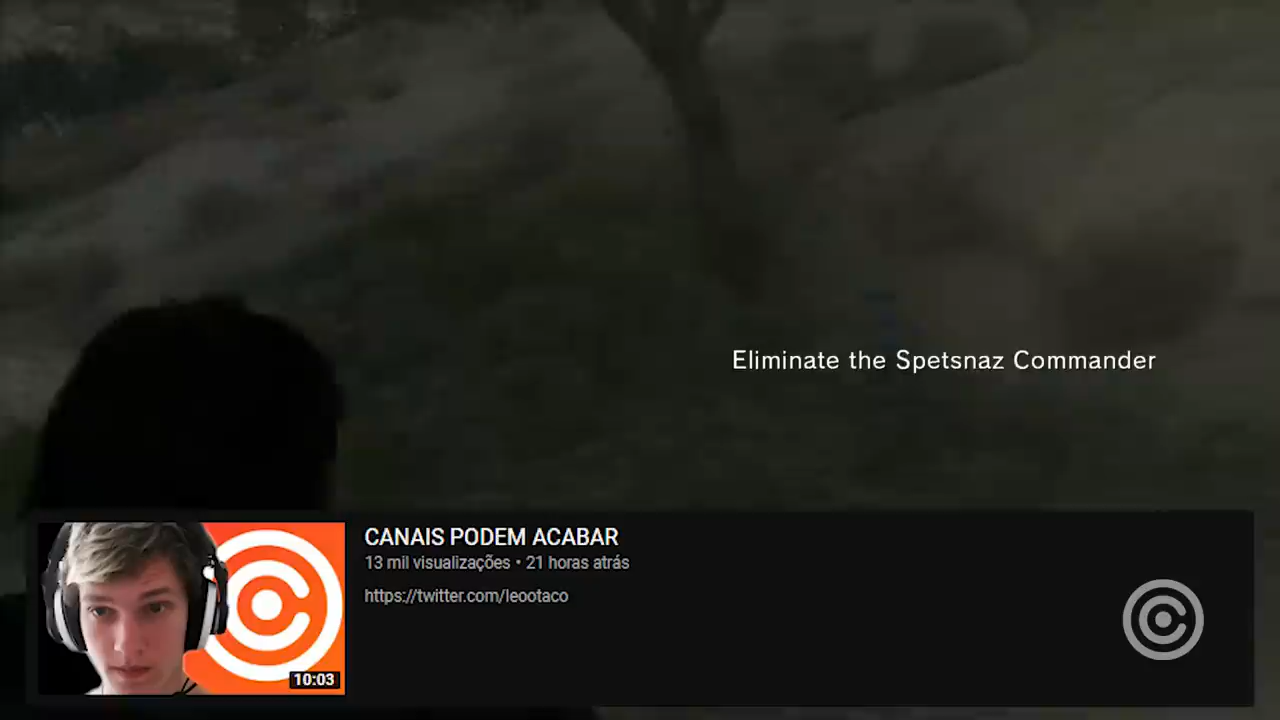 Eliminate the Spetsnaz Commander
CANAIS PODEM ACABAR
13 mil visualizações • 21 horas atrás
https://twitter.com/leootaco
10:03